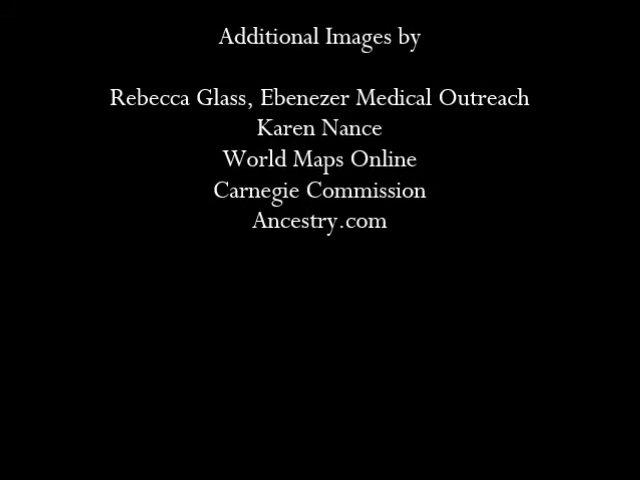 Additional Images by
Rebecca Glass, Ebenezer Medical Outreach
Karen Nance
World Maps Online
Carnegie Commission
Ancestry.com